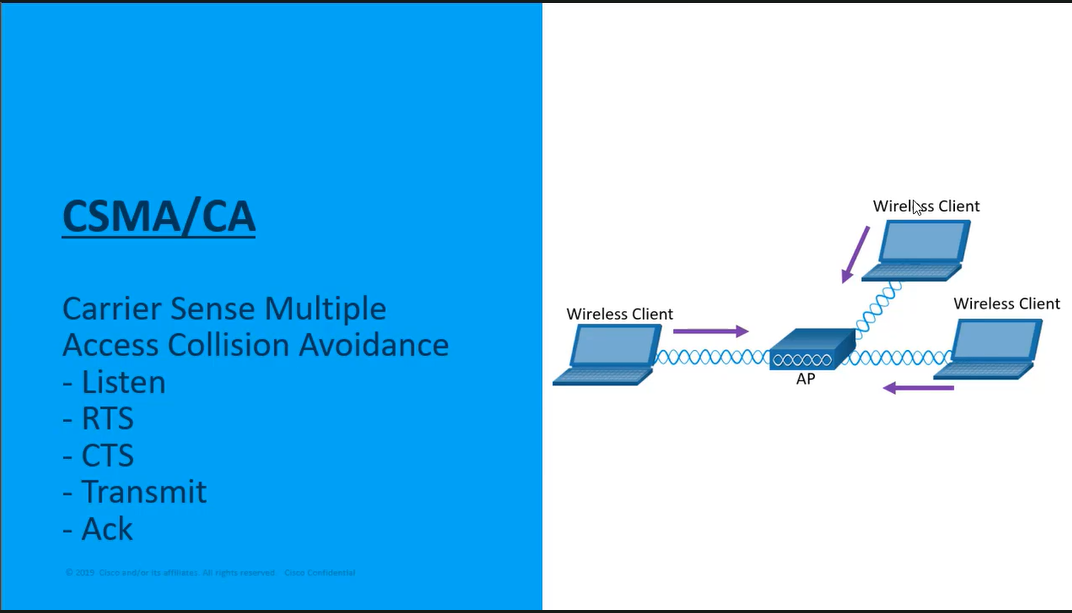 CSMA/CA
Carrier Sense Multiple
Access Collision Avoidance
- Listen
- RTS
- CTS
- Transmit
- Ack
© 2019 Cisco and/or its affiliates. All rights reserved. Cisco Confidential
Wireless Client
Wireless Client
Wireless Client
AP